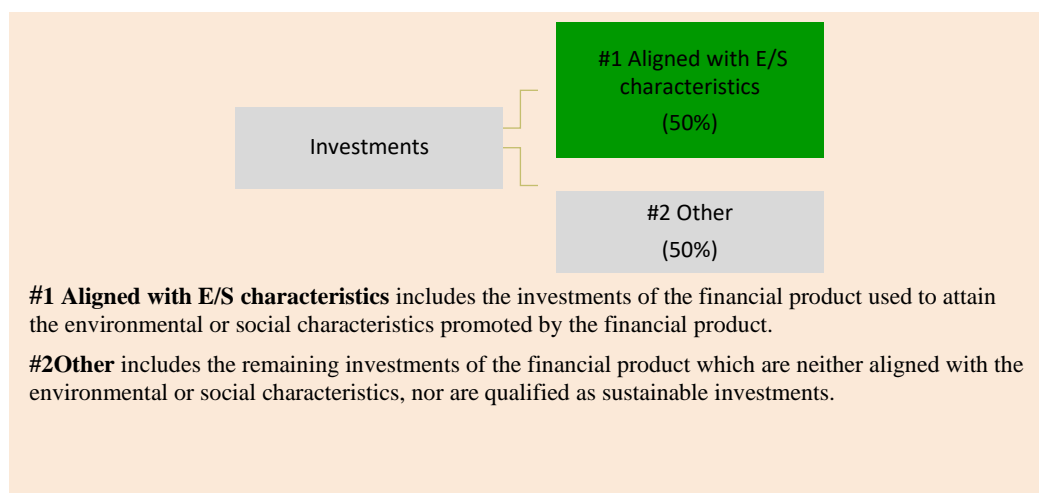 #1 Aligned with E/S
characteristics
(50%)
Investments
#2 Other
(50%)
#1 Aligned with E/S characteristics includes the investments of the financial product used to attain
the environmental or social characteristics promoted by the financial product.
#2Other includes the remaining investments of the financial product which are neither aligned with the
environmental or social characteristics, nor are qualified as sustainable investments.